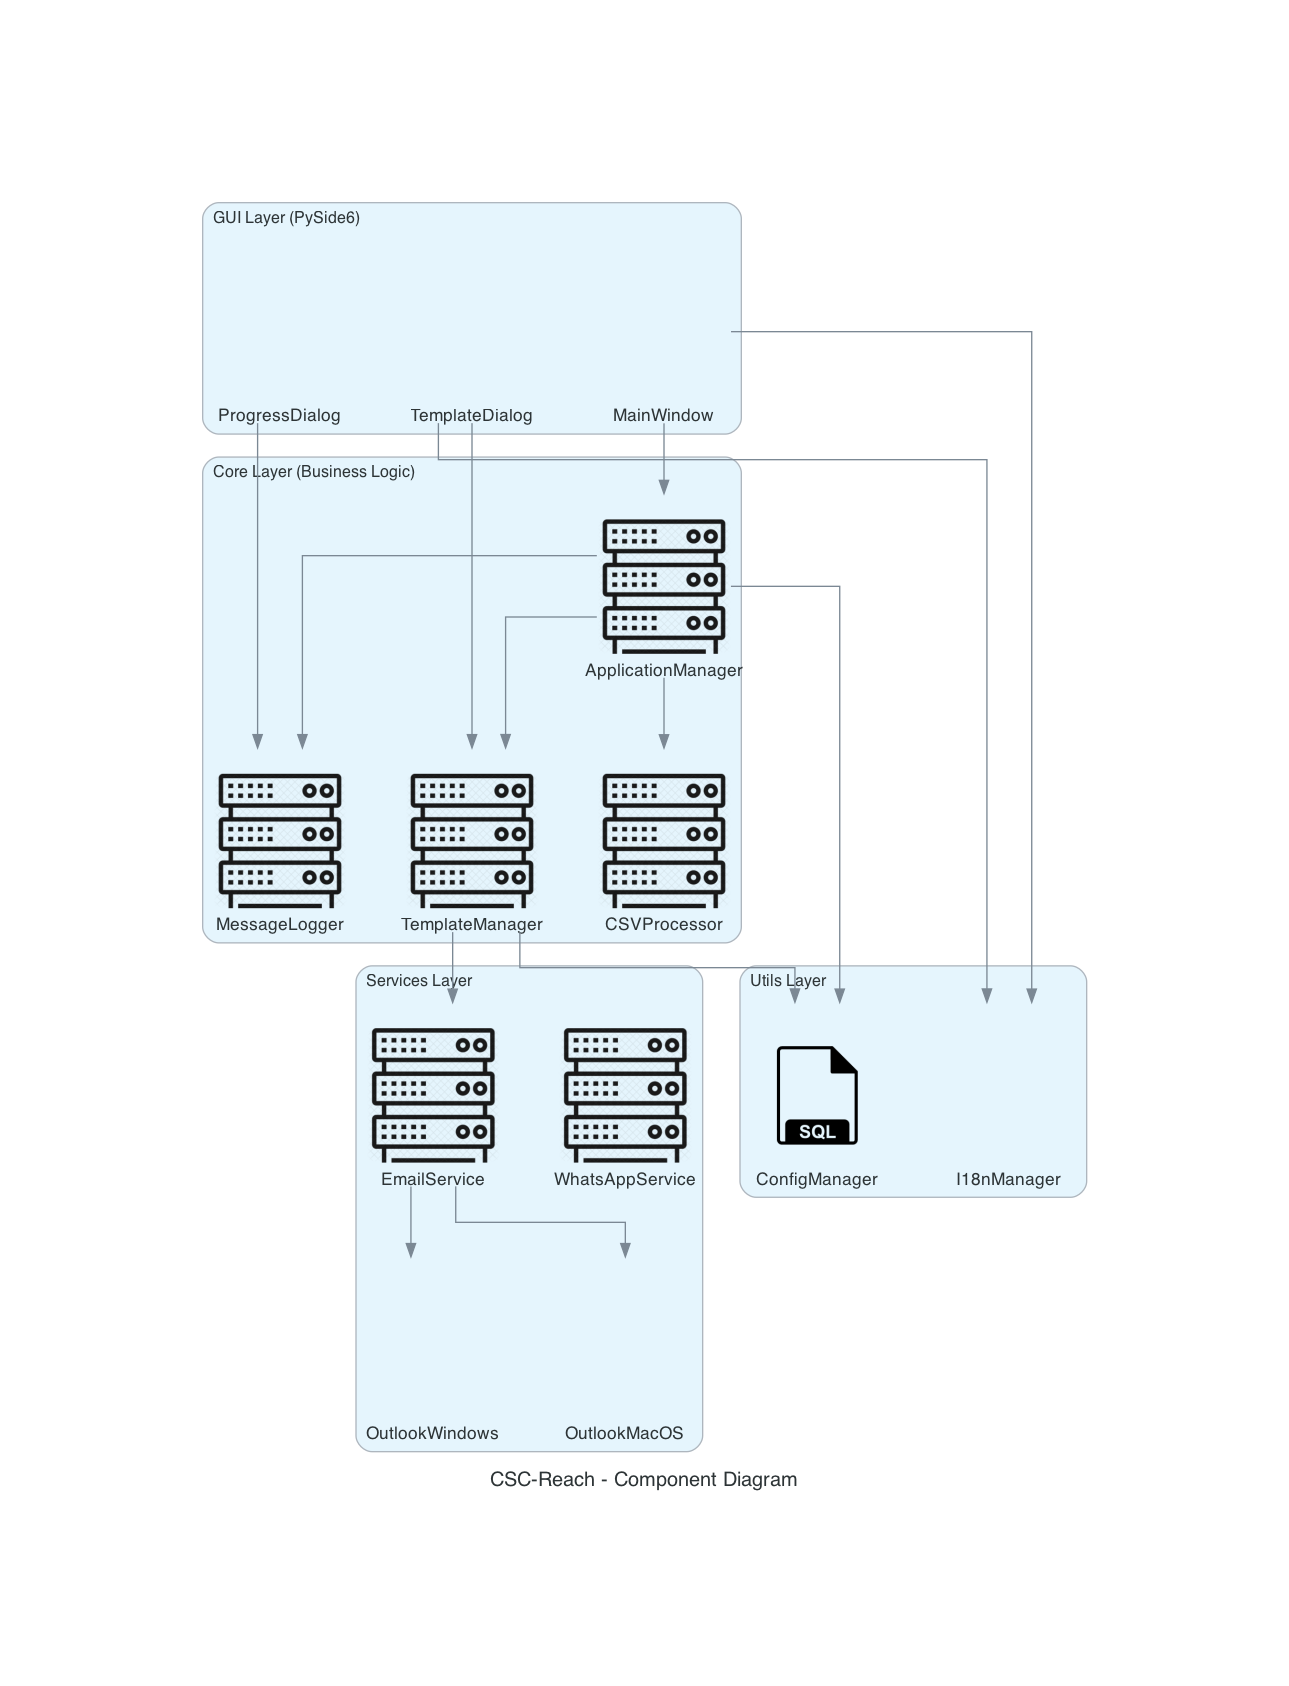 GUI Layer (PySide6)
ProgressDialog
TemplateDialog
MainWindow
Core Layer (Business Logic)
ApplicationManager
MessageLogger
TemplateManager
CSVProcessor
Services Layer
Utils Layer
SQL
EmailService
WhatsAppService
ConfigManager
I18nManager
OutlookWindows
OutlookMacOS
CSC-Reach - Component Diagram